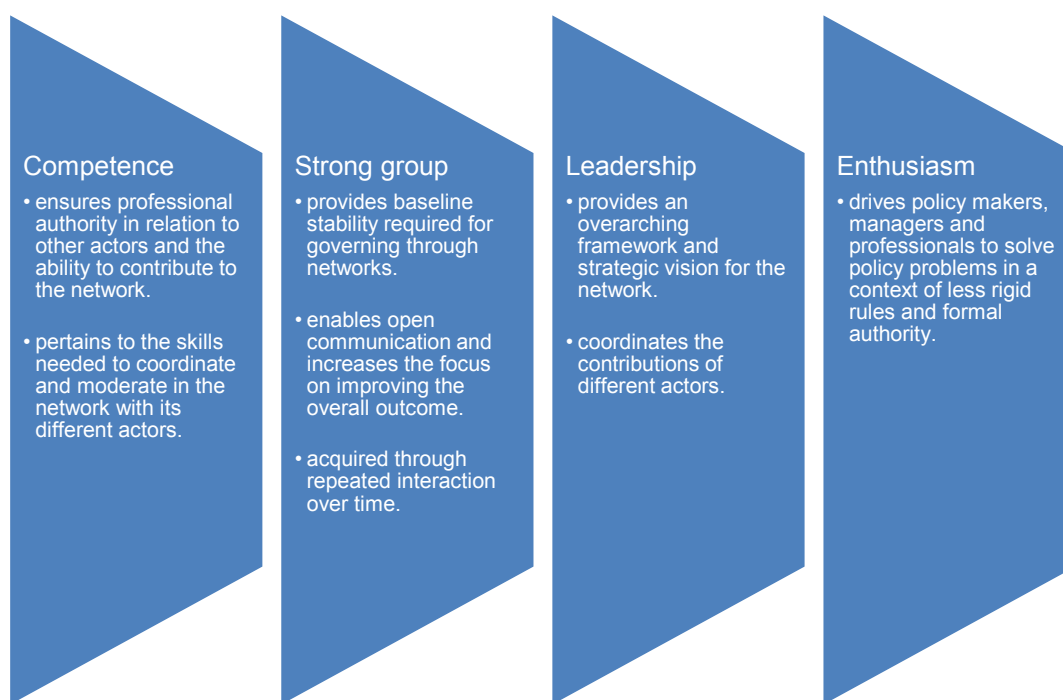 Competence
• ensures professional
authority in relation to
other actors and the
ability to contribute to
the network.
• pertains to the skills
needed to coordinate
and moderate in the
network with its
different actors.
Strong group
• provides baseline
stability required for
governing through
networks.
• enables open
communication and
increases the focus
on improving the
overall outcome.
• acquired through
repeated interaction
over time.
Leadership
• provides an
overarching
framework and
strategic vision for the
network.
• coordinates the
contributions of
different actors.
Enthusiasm
• drives policy makers,
managers and
professionals to solve
policy problems in a
context of less rigid
rules and formal
authority.